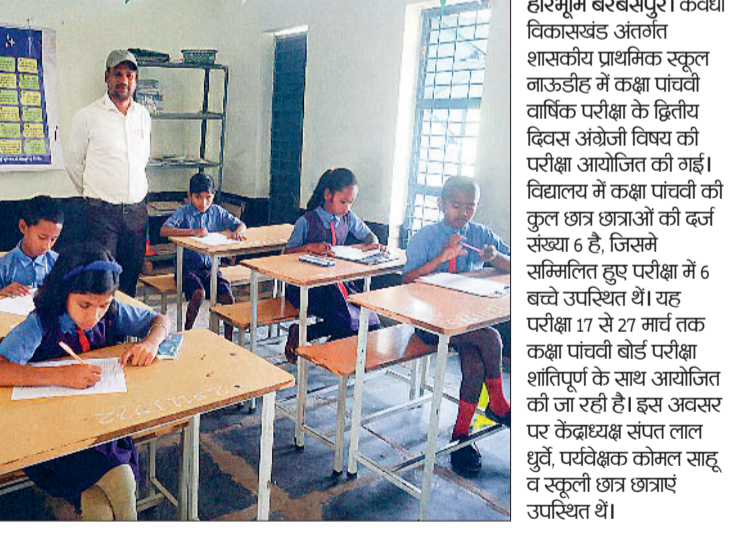 हरिभूमि बरबसपुर। कवर्धा
विकासखंड अंतर्गत
शासकीय प्राथमिक स्कूल
नाऊडीह में कक्षा पांचवी
वार्षिक परीक्षा के द्वितीय
दिवस अंग्रेजी विषय की
परीक्षा आयोजित की गई।
विद्यालय में कक्षा पांचवी की
कुल छात्र छात्राओं की दर्ज
संख्या 6 है, जिसमे
सम्मिलित हुए परीक्षा में 6
बच्चे उपस्थित थें। यह
परीक्षा 17 से 27 मार्च तक
कक्षा पांचवी बोर्ड परीक्षा
शांतिपूर्ण के साथ आयोजित
की जा रही है। इस अवसर
पर केंद्राध्यक्ष संपत लाल
धुर्वे, पर्यवेक्षक कोमल साहू
व स्कूली छात्र छात्राएं
उपस्थित थें।